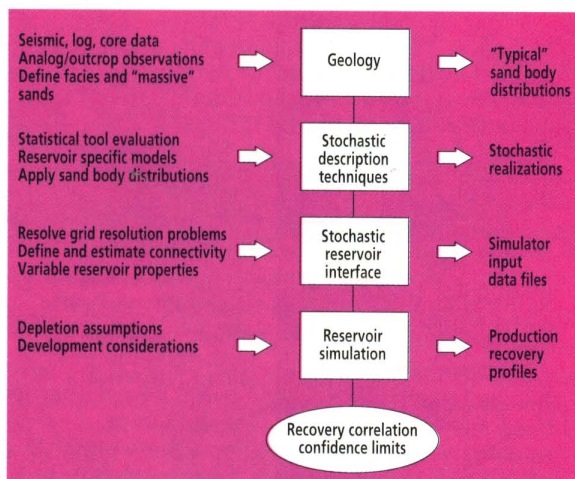 Seismic, log, core data
Analog/outcrop observations
Define facies and "massive"
sands
Geology
"Typical"
sand body
distributions
Statistical tool evaluation
Reservoir specific models
Apply sand body distributions
Stochastic
description
techniques
Stochastic
realizations
Resolve grid resolution problems
Define and estimate connectivity
Variable reservoir properties
Stochastic
reservoir
interface
Simulator
input
data files
Depletion assumptions
Development considerations
Reservoir
simulation
Production
recovery
profiles
Recovery correlation
confidence limits